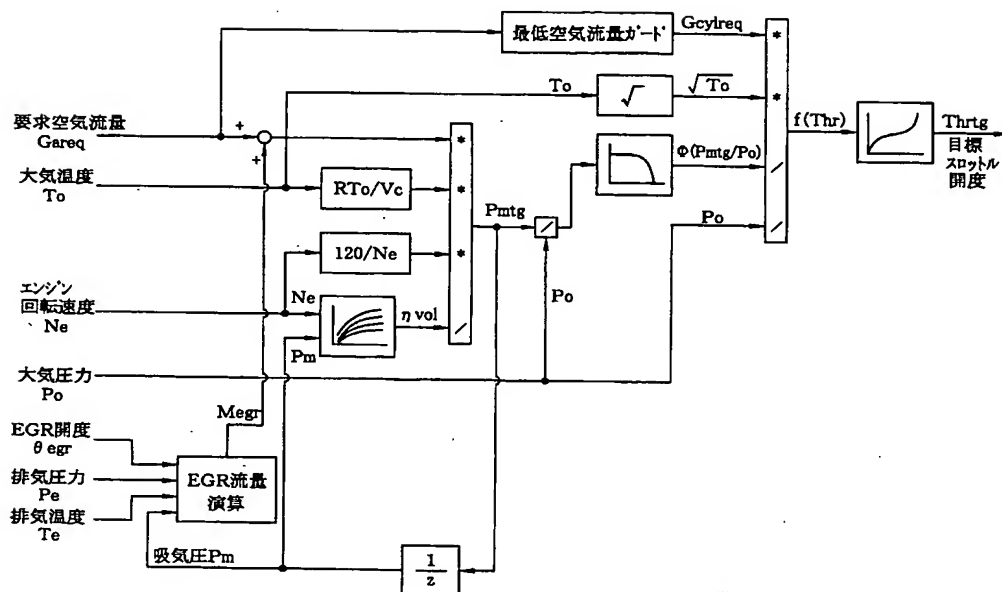 最低空気流量ガード
Gcylreq
*
To
√
√To
*
要求空気流量
Gareq
+
+
*
f(Thr)
Thrtg
目標
スロットル
開度
大気温度
To
RTo/Vc
*
Φ(Pmtg/Po)
/
Pmtg
/
Po
/
120/Ne
*
エンジン
回転速度
Ne
Ne
η vol
/
Pm
Po
大気圧力
Po
Megr
EGR開度
θ egr
排気圧力
Pe
排気温度
Te
EGR流量
演算
吸気圧Pm
1
z